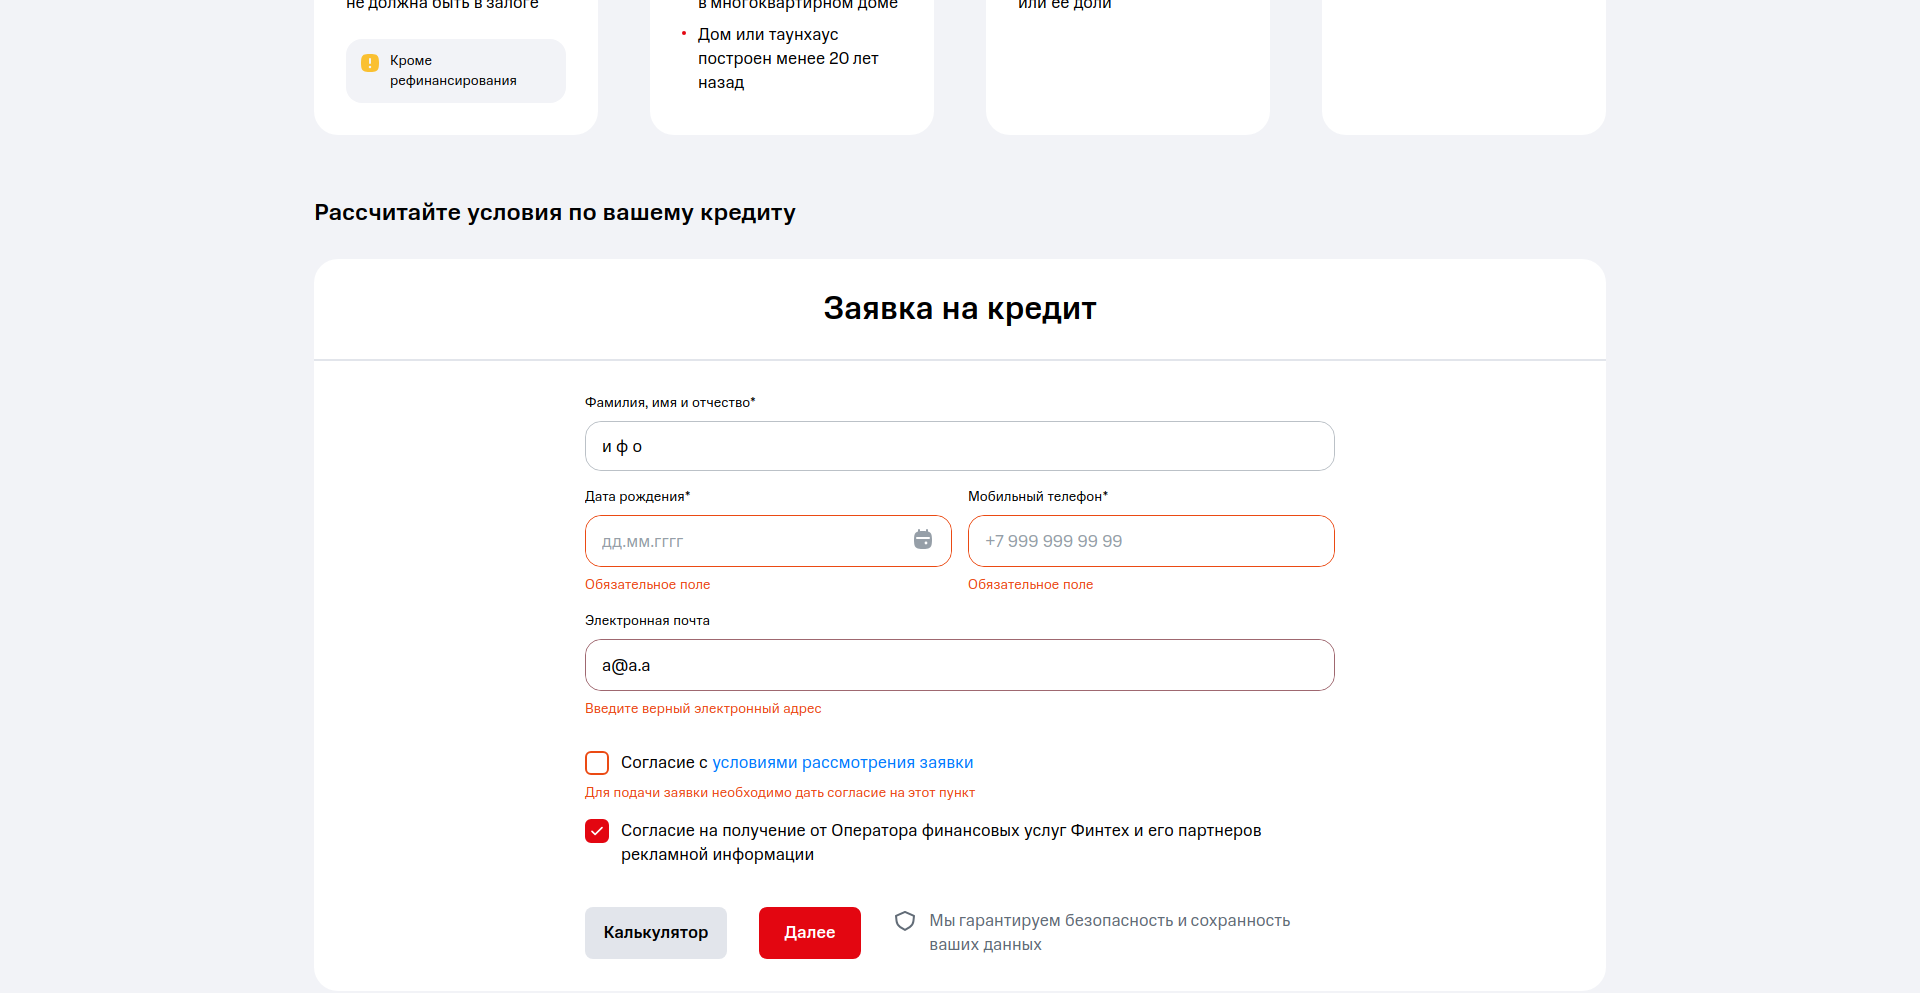 не должна быть в залоге
Кроме
рефинансирования
в многоквартирном доме
Дом или таунхаус
построен менее 20 лет
назад
или ее доли
Рассчитайте условия по вашему кредиту
Заявка на кредит
Фамилия, имя и отчество*
и ф о
Дата рождения*
Мобильный телефон*
дд.мм.гггг
+7 999 999 99 99
Обязательное поле
Обязательное поле
Электронная почта
a@a.a
Введите верный электронный адрес
Согласие с условиями рассмотрения заявки
Для подачи заявки необходимо дать согласие на этот пункт
Согласие на получение от Оператора финансовых услуг Финтех и его партнеров
рекламной информации
Калькулятор
Далее
Мы гарантируем безопасность и сохранность
ваших данных